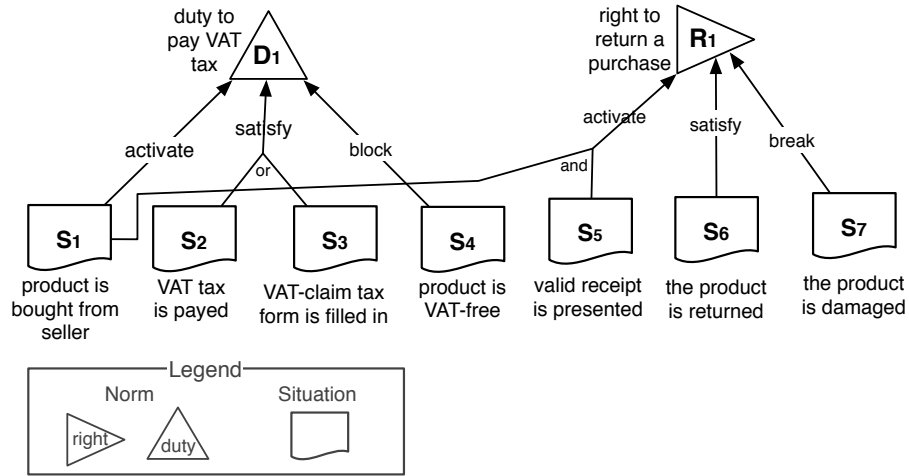 duty to
pay VAT
tax
D1
right to
return a
purchase
R1
activate
satisfy
or
block
activate
and
satisfy
break
S1
S2
S3
S4
S5
S6
S7
product is
bought from
seller
VAT tax
is payed
VAT-claim tax
form is filled in
product is
VAT-free
valid receipt
is presented
the product
is returned
the product
is damaged
Legend
Norm
Situation
right
duty